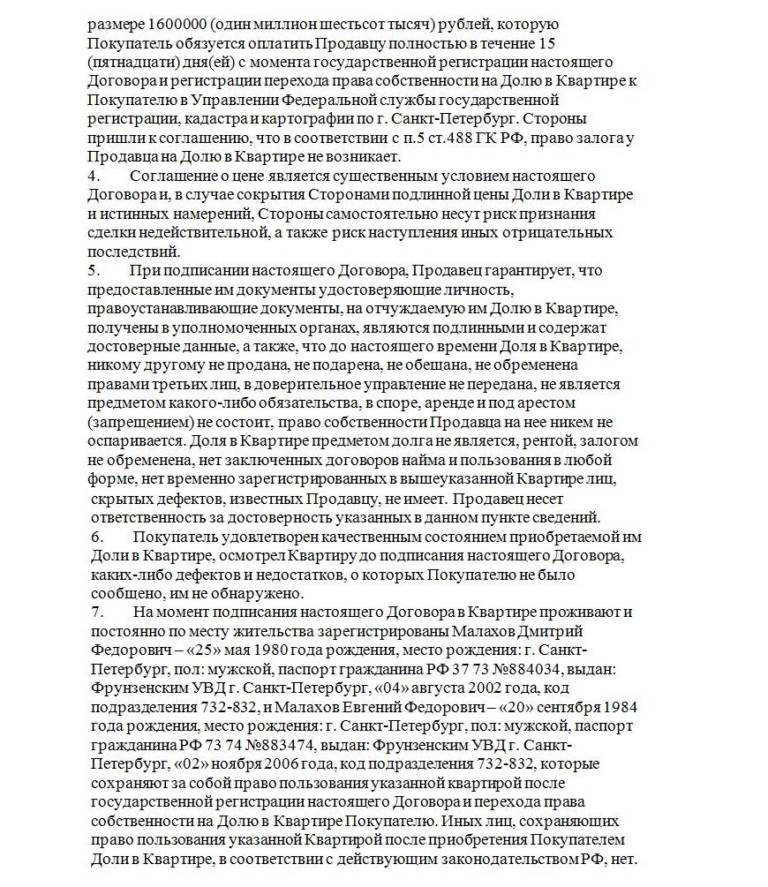 размере 1600000 (один миллион шестьсот тысяч) рублей, которую
Покупатель обязуется оплатить Продавцу полностью в течение 15
(пятнадцати) дня(ей) с момента государственной регистрации настоящего
Договора и регистрации перехода права собственности на Долю в Квартире к
Покупателю в Управлении Федеральной службы государственной
регистрации, кадастра и картографии по г. Санкт-Петербург. Стороны
пришли к соглашению, что в соответствии с п.5 ст.488 ГК РФ, право залога у
Продавца на Долю в Квартире не возникает.
4. Соглашение о цене является существенным условием настоящего
Договора и, в случае сокрытия Сторонами подлинной цены Доли в Квартире
и истинных намерений, Стороны самостоятельно несут риск признания
сделки недействительной, а также риск наступления иных отрицательных
последствий.
5. При подписании настоящего Договора, Продавец гарантирует, что
предоставленные им документы удостоверяющие личность,
правоустанавливающие документы, на отчуждаемую им Долю в Квартире,
получены в уполномоченных органах, являются подлинными и содержат
достоверные данные, а также, что до настоящего времени Доля в Квартире,
никому другому не продана, не подарена, не обещана, не обременена
правами третьих лиц, в доверительное управление не передана, не является
предметом какого-либо обязательства, в споре, аренде и под арестом
(запрещением) не состоит, право собственности Продавца на нее никем не
оспаривается. Доля в Квартире предметом долга не является, рентой, залогом
не обременена, нет заключенных договоров найма и пользования в любой
форме, нет временно зарегистрированных в вышеуказанной Квартире лиц,
скрытых дефектов, известных Продавцу, не имеет. Продавец несет
ответственность за достоверность указанных в данном пункте сведений.
6. Покупатель удовлетворен качественным состоянием приобретаемой им
Доли в Квартире, осмотрел Квартиру до подписания настоящего Договора,
каких-либо дефектов и недостатков, о которых Покупателю не было
сообщено, им не обнаружено.
7. На момент подписания настоящего Договора в Квартире проживают и
постоянно по месту жительства зарегистрированы Малахов Дмитрий
Федорович – «25» мая 1980 года рождения, место рождения: г. Санкт-
Петербург, пол: мужской, паспорт гражданина РФ 37 73 №884034, выдан:
Фрунзенским УВД г. Санкт-Петербург, «04» августа 2002 года, код
подразделения 732-832, и Малахов Евгений Федорович – «20» сентября 1984
года рождения, место рождения: г. Санкт-Петербург, пол: мужской, паспорт
гражданина РФ 73 74 №883474, выдан: Фрунзенским УВД г. Санкт-
Петербург, «02» ноября 2006 года, код подразделения 732-832, которые
сохраняют за собой право пользования указанной квартирой после
государственной регистрации настоящего Договора и перехода права
собственности на Долю в Квартире Покупателю. Иных лиц, сохраняющих
право пользования указанной Квартирой после приобретения Покупателем
Доли в Квартире, в соответствии с действующим законодательством РФ, нет.